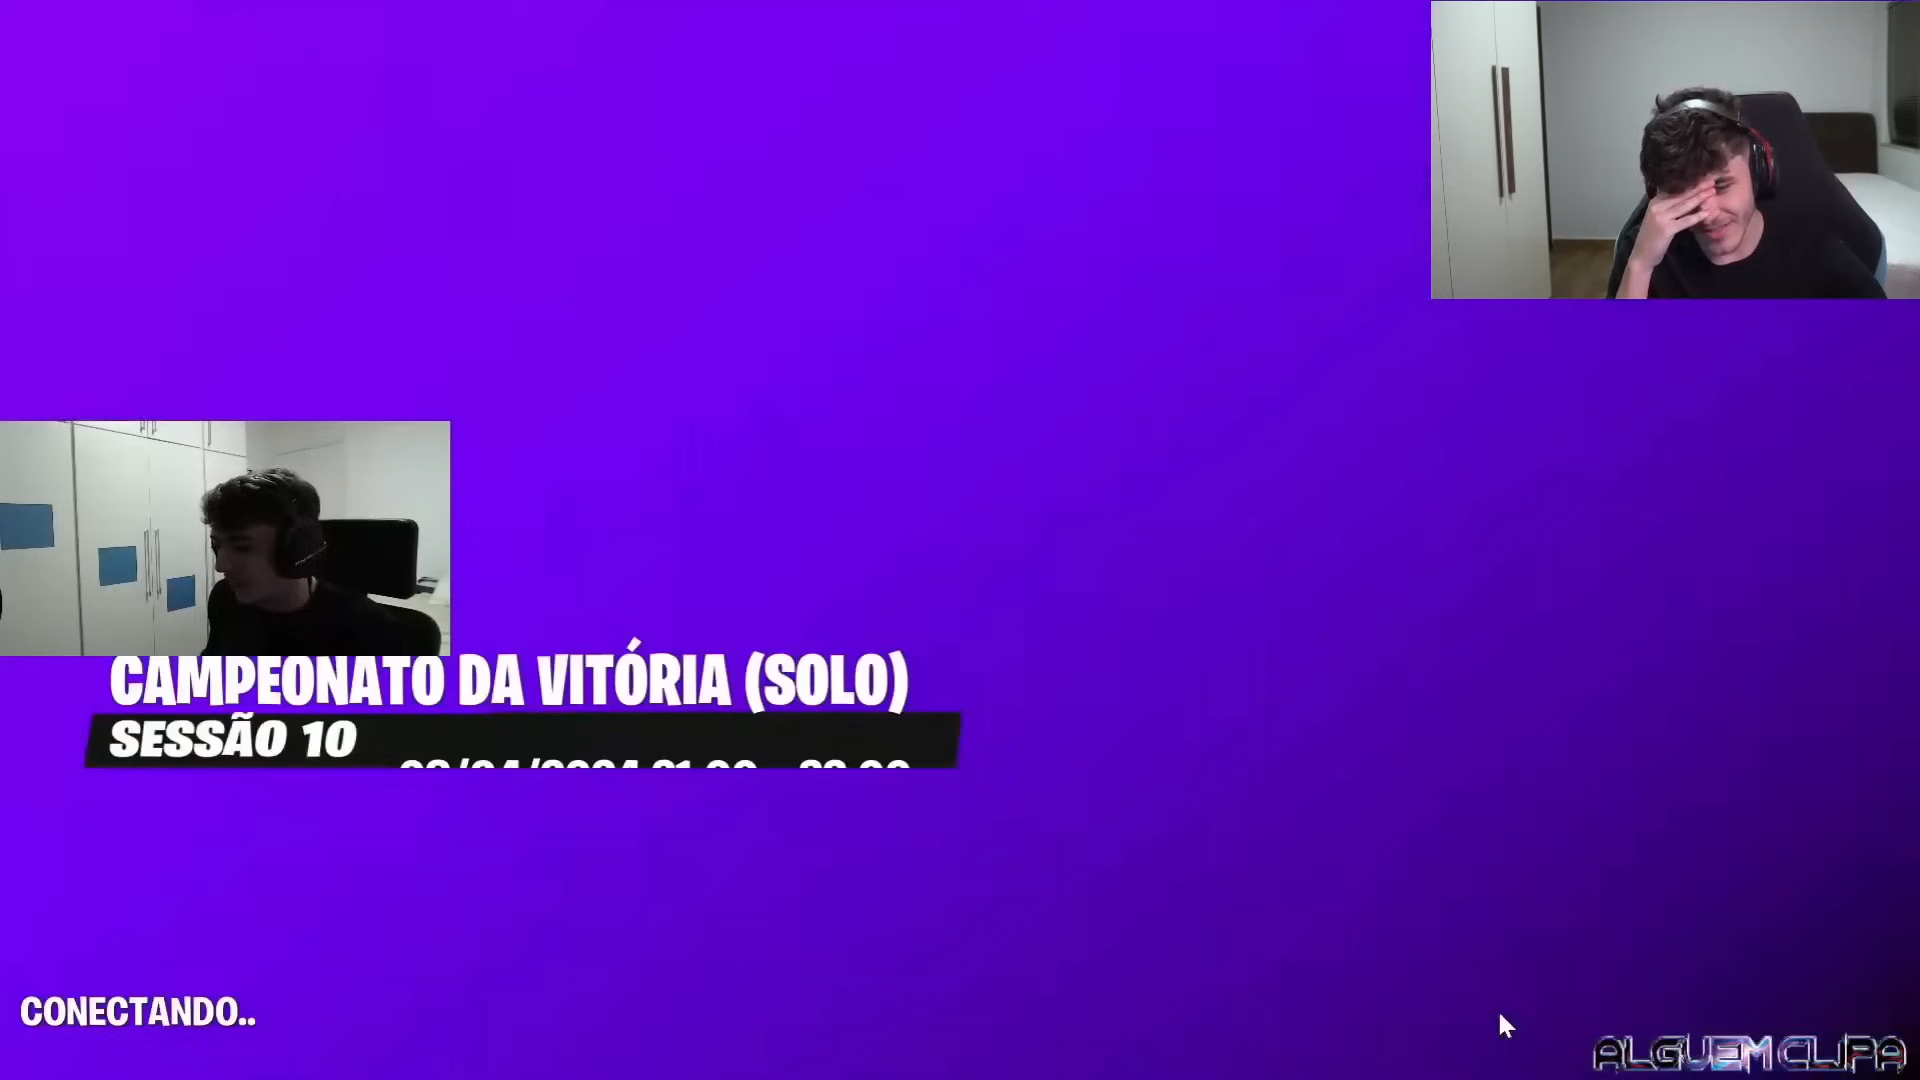 CAMPEONATO DA VITÓRIA (SOLO)
SESSÃO 10
CONECTANDO..
ALGUEM CLIPA